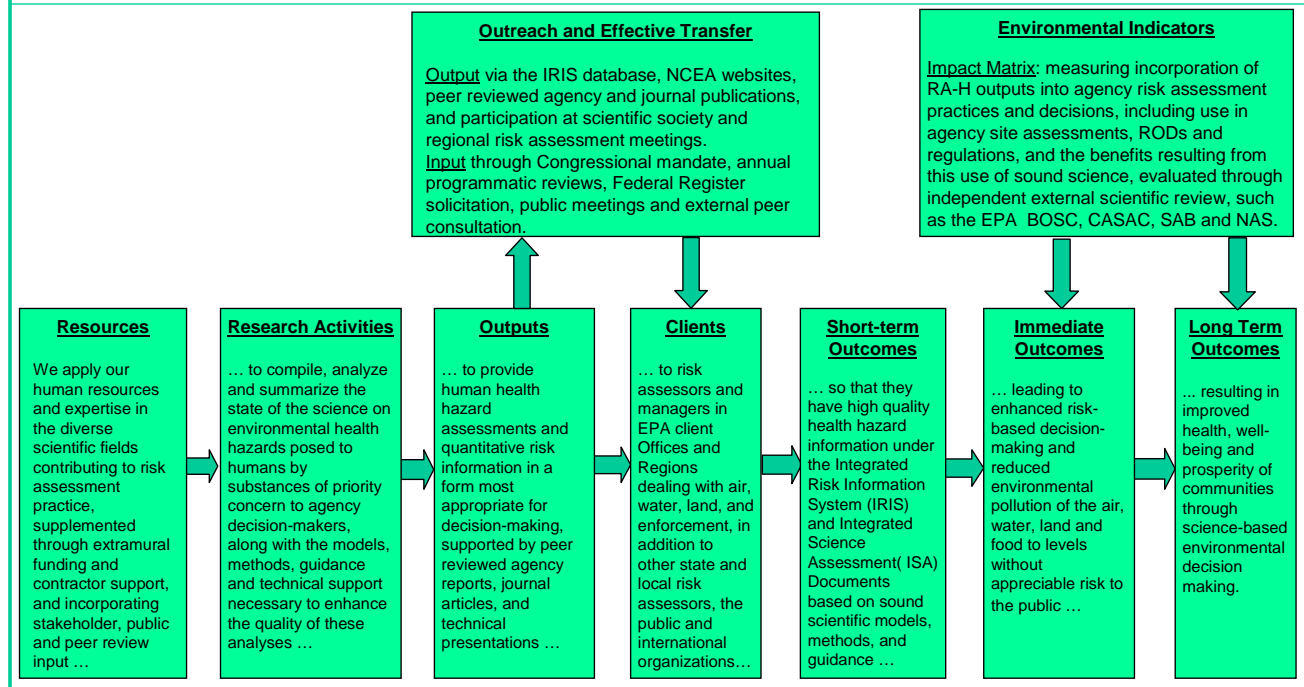 Outreach and Effective Transfer
Output via the IRIS database, NCEA websites,
peer reviewed agency and journal publications,
and participation at scientific society and
regional risk assessment meetings.
Input through Congressional mandate, annual
programmatic reviews, Federal Register
solicitation, public meetings and external peer
consultation.
Environmental Indicators
Impact Matrix: measuring incorporation of
RA-H outputs into agency risk assessment
practices and decisions, including use in
agency site assessments, RODs and
regulations, and the benefits resulting from
this use of sound science, evaluated through
independent external scientific review, such
as the EPA BOSC, CASAC, SAB and NAS.
Resources
We apply our
human resources
and expertise in
the diverse
scientific fields
contributing to risk
assessment
practice,
supplemented
through extramural
funding and
contractor support,
and incorporating
stakeholder, public
and peer review
input …
Research Activities
… to compile, analyze
and summarize the
state of the science on
environmental health
hazards posed to
humans by
substances of priority
concern to agency
decision-makers,
along with the models,
methods, guidance
and technical support
necessary to enhance
the quality of these
analyses …
Outputs
… to provide
human health
hazard
assessments and
quantitative risk
information in a
form most
appropriate for
decision-making,
supported by peer
reviewed agency
reports, journal
articles, and
technical
presentations …
Clients
… to risk
assessors and
managers in
EPA client
Offices and
Regions
dealing with air,
water, land, and
enforcement, in
addition to
other state and
local risk
assessors, the
public and
international
organizations…
Short-term
Outcomes
… so that they
have high quality
health hazard
information under
the Integrated
Risk Information
System (IRIS)
and Integrated
Science
Assessment( ISA)
Documents
based on sound
scientific models,
methods, and
guidance …
Immediate
Outcomes
… leading to
enhanced risk-
based decision-
making and
reduced
environmental
pollution of the air,
water, land and
food to levels
without
appreciable risk to
the public …
Long Term
Outcomes
... resulting in
improved
health, well-
being and
prosperity of
communities
through
science-based
environmental
decision
making.